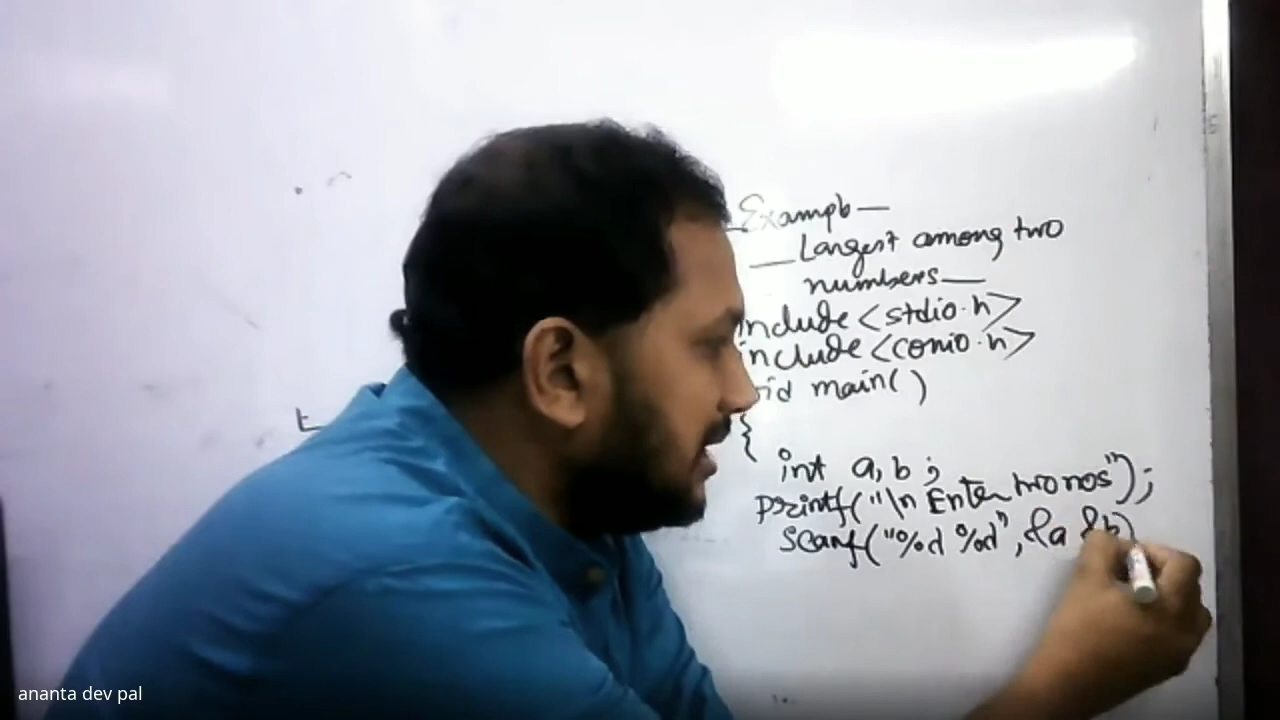 Example —
— Largest among two
numbers —
include <stdio.h>
include <conio.h>
void main()
{
int a, b ;
printf("\n Enter two nos");
scanf("%d %d", &a &b)
ananta dev pal